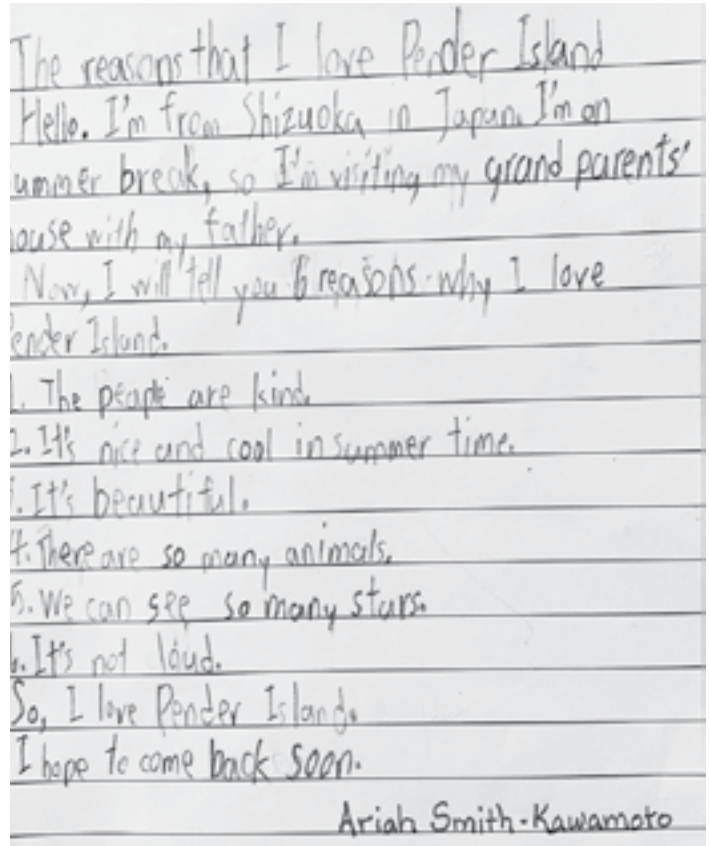 The reasons that I love Pender Island
Hello. I'm from Shizuoka in Japan. I'm on
ummer break, so I'm visiting my grand parents'
ouse with my father.
Now, I will tell you 6 reasons why I love
ender Island.
1. The people are kind.
2. It's nice and cool in summer time.
3. It's beautiful.
4. There are so many animals.
5. We can see so many stars.
6. It's not loud.
So, I love Pender Island.
I hope to come back soon.
Ariah Smith-Kawamoto